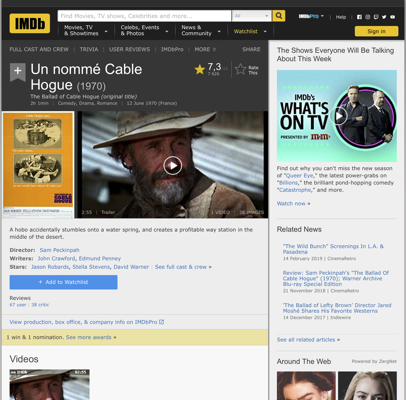 IMDb
Find Movies, TV shows, Celebrities and more...
All
Movies, TV & Showtimes
Celebs, Events & Photos
News & Community
Watchlist
IMDbPro
Help
Sign in
FULL CAST AND CREW | TRIVIA | USER REVIEWS | IMDbPro | MORE
SHARE
Un nommé Cable Hogue (1970)
The Ballad of Cable Hogue (original title)
2h 1min | Comedy, Drama, Romance | 12 June 1970 (France)
7,3
Rate This
2:55 | Trailer
1 VIDEO
A hobo accidentally stumbles onto a water spring, and creates a profitable way station in the middle of the desert.
Director: Sam Peckinpah
Writers: John Crawford, Edmund Penney
Stars: Jason Robards, Stella Stevens, David Warner | See full cast & crew »
+ Add to Watchlist
Reviews
67 user | 38 critic
View production, box office, & company info on IMDbPro
1 win & 1 nomination. See more awards »
Videos
02:55
The Shows Everyone Will Be Talking About This Week
IMDb's
WHAT'S ON TV
PRESENTED BY M&M'S
Find out why you can't miss the new season of "Queer Eye," the latest power-grabs on "Billions," the brilliant pond-hopping comedy "Catastrophe," and more.
Watch now »
Related News
"The Wild Bunch" Screenings In L.A. & Pasadena
14 February 2019 | CinemaRetro
Review: Sam Peckinpah's "The Ballad Of Cable Hogue" (1970); Warner Archive Blu-ray Special Edition
21 November 2018 | CinemaRetro
'The Ballad of Lefty Brown' Director Jared Moshé Shares His Favorite Westerns
14 December 2017 | Indiewire
See all related articles »
Around The Web
Powered by ZergNet